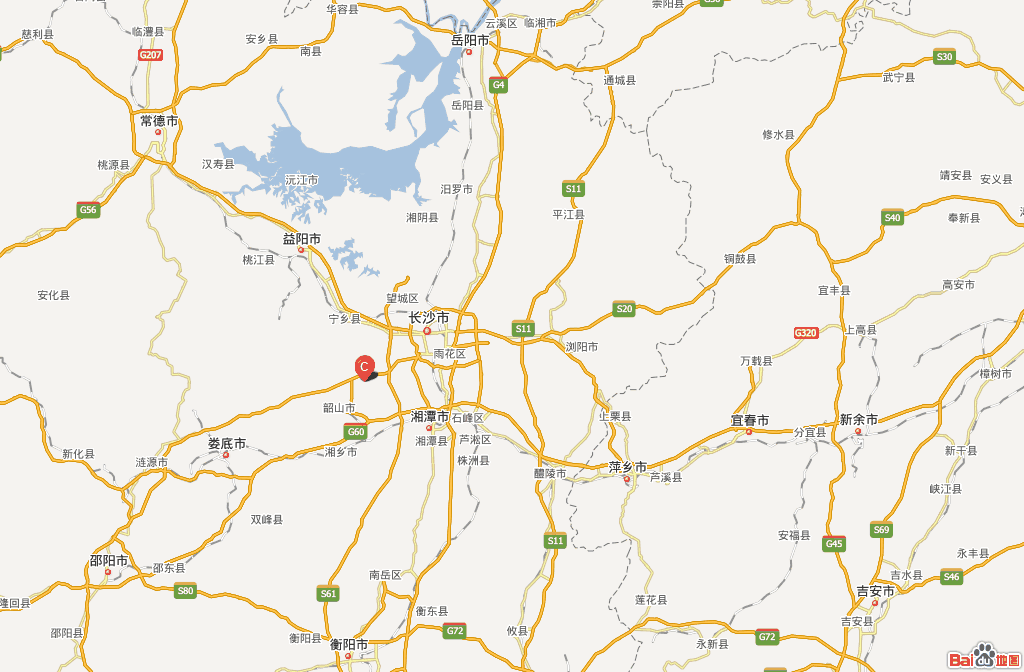 华容县
崇阳县
S30
慈利县
临澧县
云溪区
临湘市
安乡县
岳阳市
南县
G207
S30
武宁县
G4
通城县
岳阳县
常德市
修水县
桃源县
汉寿县
沅江市
汨罗市
S11
靖安县
安义县
G56
湘阴县
平江县
S40
奉新县
益阳市
桃江县
铜鼓县
安化县
望城区
宜丰县
高安市
宁乡县
长沙市
S20
S11
G320
上高县
雨花区
浏阳市
万载县
C
樟树市
韶山市
湘潭市
石峰区
上栗县
宜春市
新余市
G60
分宜县
娄底市
湘潭县
芦淞区
新化县
涟源市
湘乡市
株洲县
萍乡市
醴陵市
芦溪县
新干县
峡江县
双峰县
S69
安福县
S11
G45
永丰县
邵阳市
邵东县
南岳区
吉水县
S46
S80
S61
吉安市
隆回县
莲花县
衡东县
吉安县
邵阳县
衡阳县
衡阳市
G72
攸县
永新县
G72
Bai du 地图